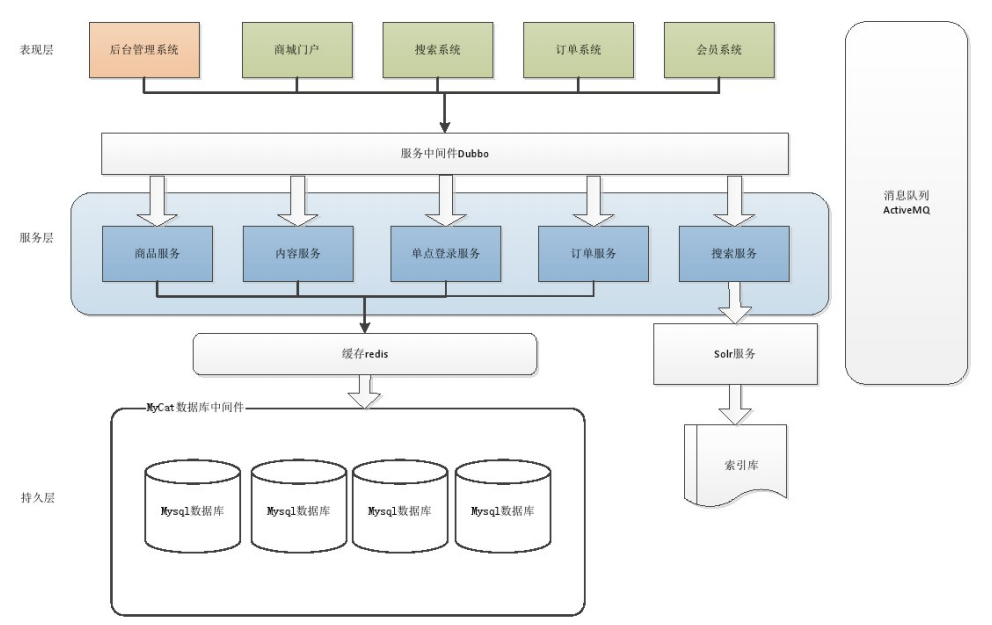 表现层
后台管理系统
商城门户
搜索系统
订单系统
会员系统
服务中间件Dubbo
消息队列
ActiveMQ
服务层
商品服务
内容服务
单点登录服务
订单服务
搜索服务
缓存redis
Solr服务
MyCat数据库中间件
索引库
持久层
Mysql数据库
Mysql数据库
Mysql数据库
Mysql数据库